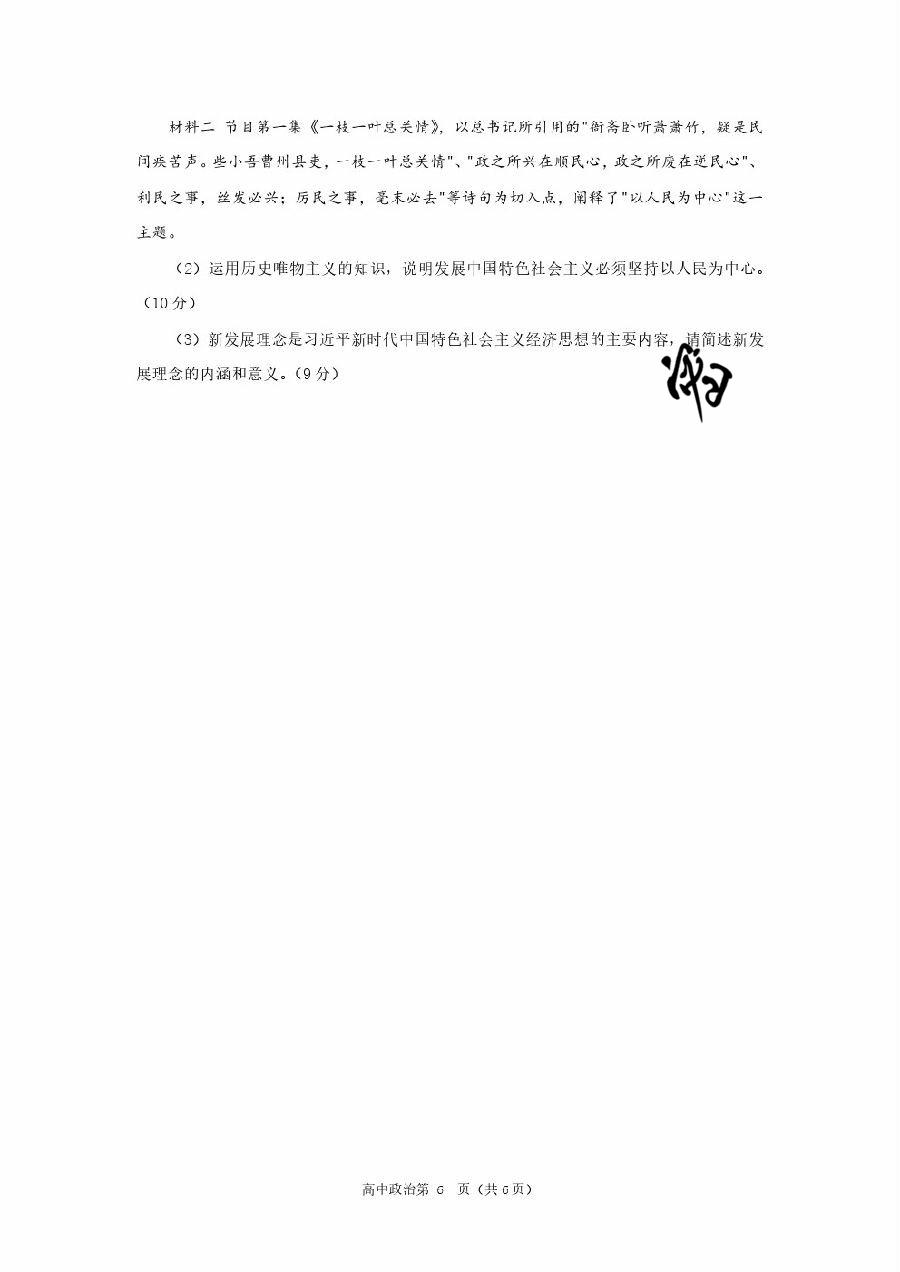 材料二 节目第一集《一枝一叶总关情》，以总书记所引用的"衙斋卧听萧萧竹，疑是民
间疾苦声。些小吾曹州县吏，一枝一叶总关情"、"政之所兴在顺民心，政之所废在逆民心"、
利民之事，丝发必兴；厉民之事，毫末必去"等诗句为切入点，阐释了"以人民为中心"这一
主题。
（2）运用历史唯物主义的知识，说明发展中国特色社会主义必须坚持以人民为中心。
（10 分）
（3）新发展理念是习近平新时代中国特色社会主义经济思想的主要内容，请简述新发
展理念的内涵和意义。（9 分）
高中政治第 6 页（共 6 页）